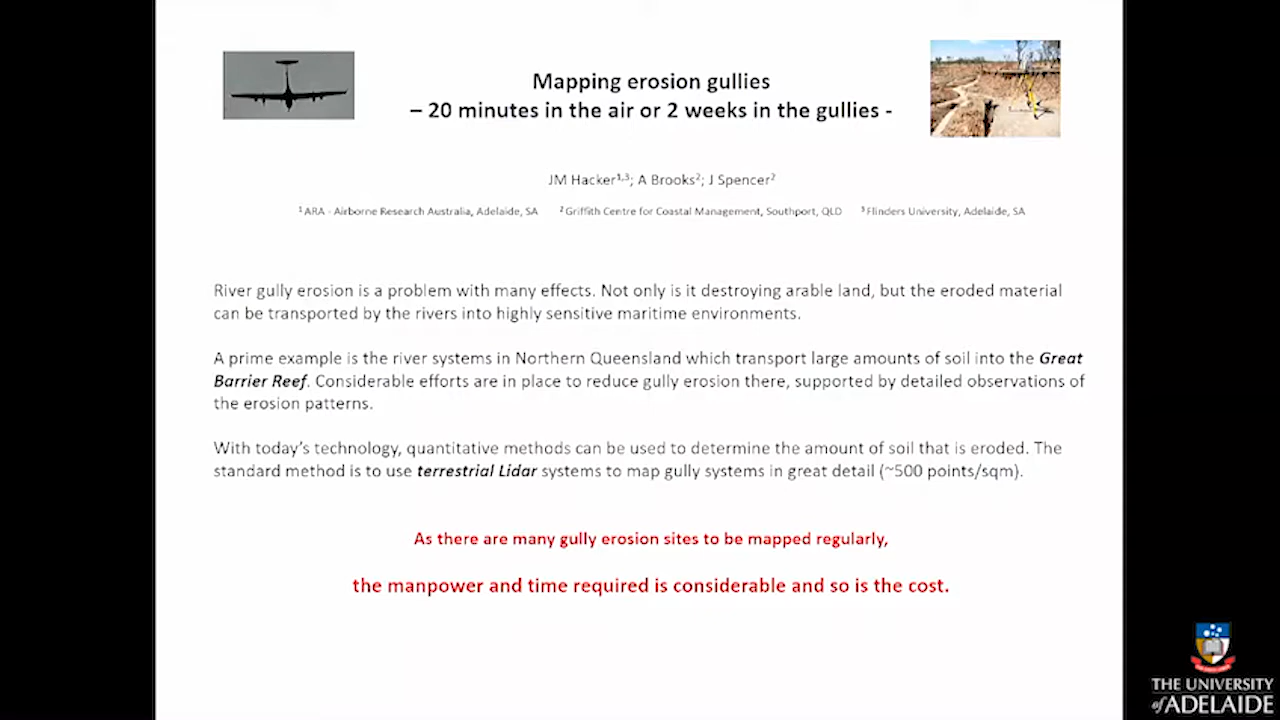 Mapping erosion gullies
– 20 minutes in the air or 2 weeks in the gullies -
JM Hacker¹,³; A Brooks²; J Spencer²
¹ ARA - Airborne Research Australia, Adelaide, SA ² Griffith Centre for Coastal Management, Southport, QLD ³ Flinders University, Adelaide, SA
River gully erosion is a problem with many effects. Not only is it destroying arable land, but the eroded material
can be transported by the rivers into highly sensitive maritime environments.
A prime example is the river systems in Northern Queensland which transport large amounts of soil into the Great
Barrier Reef. Considerable efforts are in place to reduce gully erosion there, supported by detailed observations of
the erosion patterns.
With today's technology, quantitative methods can be used to determine the amount of soil that is eroded. The
standard method is to use terrestrial Lidar systems to map gully systems in great detail (~500 points/sqm).
As there are many gully erosion sites to be mapped regularly,
the manpower and time required is considerable and so is the cost.
THE UNIVERSITY
of ADELAIDE